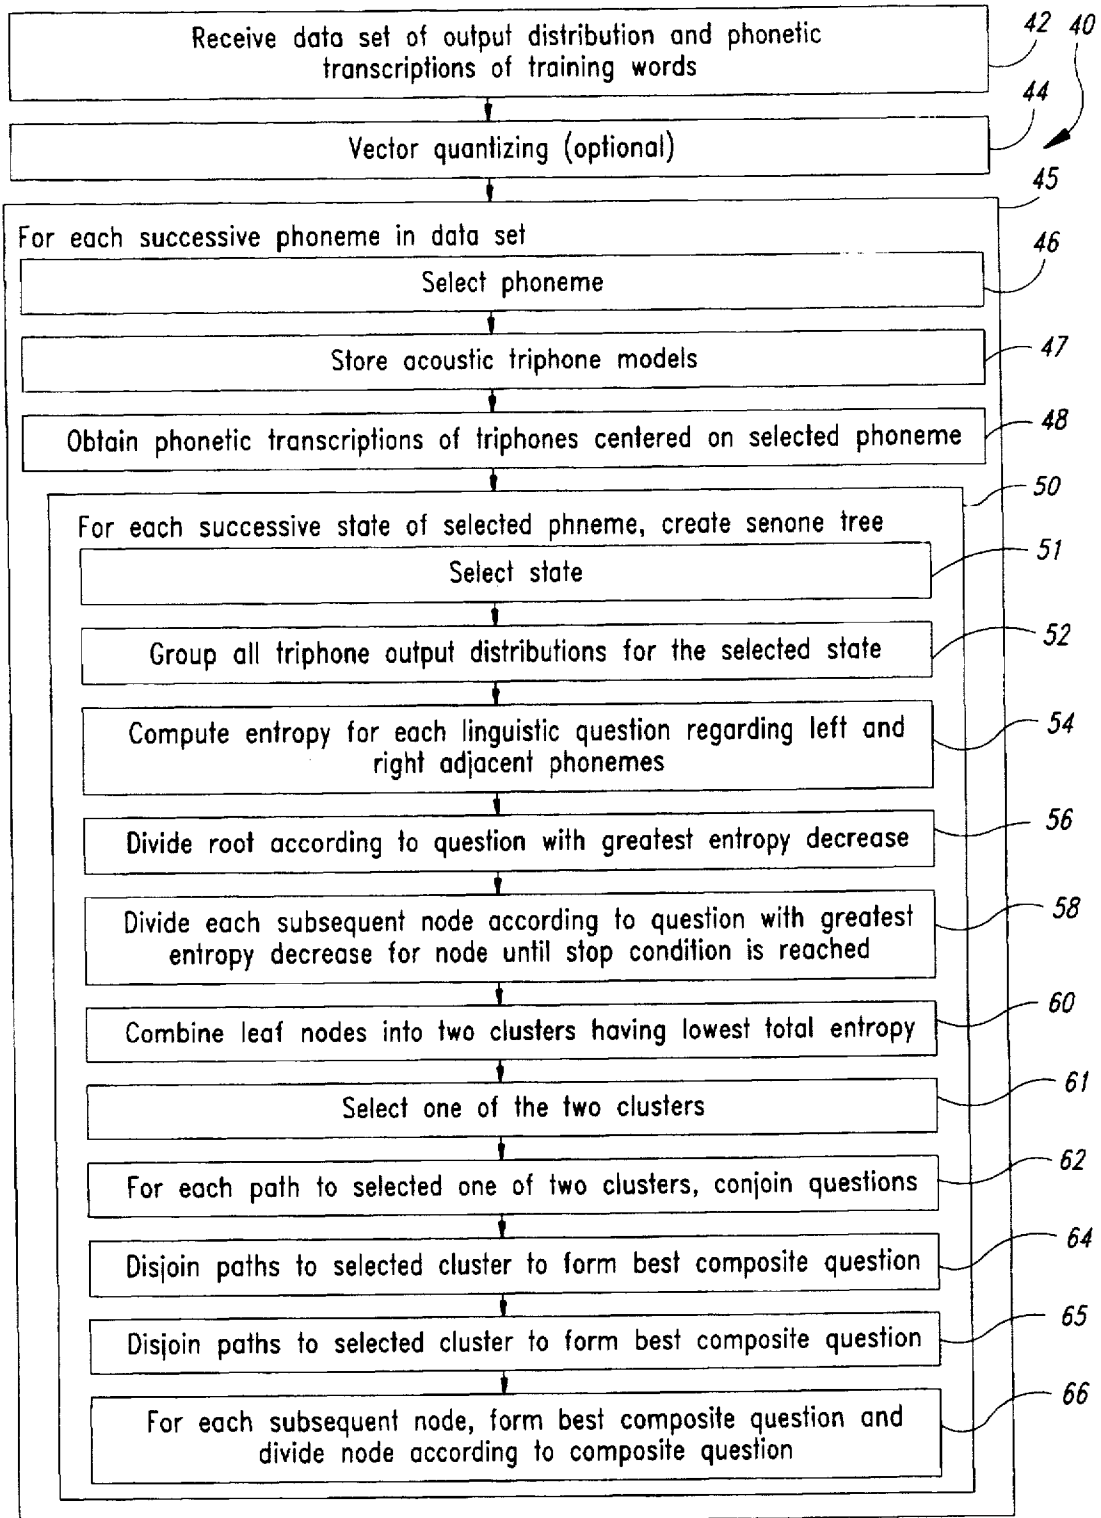 Receive data set of output distribution and phonetic
transcriptions of training words
42
40
Vector quantizing (optional)
44
45
For each successive phoneme in data set
Select phoneme
46
Store acoustic triphone models
47
Obtain phonetic transcriptions of triphones centered on selected phoneme
48
50
For each successive state of selected phneme, create senone tree
Select state
51
Group all triphone output distributions for the selected state
52
Compute entropy for each linguistic question regarding left and
right adjacent phonemes
54
Divide root according to question with greatest entropy decrease
56
Divide each subsequent node according to question with greatest
entropy decrease for node until stop condition is reached
58
Combine leaf nodes into two clusters having lowest total entropy
60
Select one of the two clusters
61
For each path to selected one of two clusters, conjoin questions
62
Disjoin paths to selected cluster to form best composite question
64
Disjoin paths to selected cluster to form best composite question
65
For each subsequent node, form best composite question and
divide node according to composite question
66